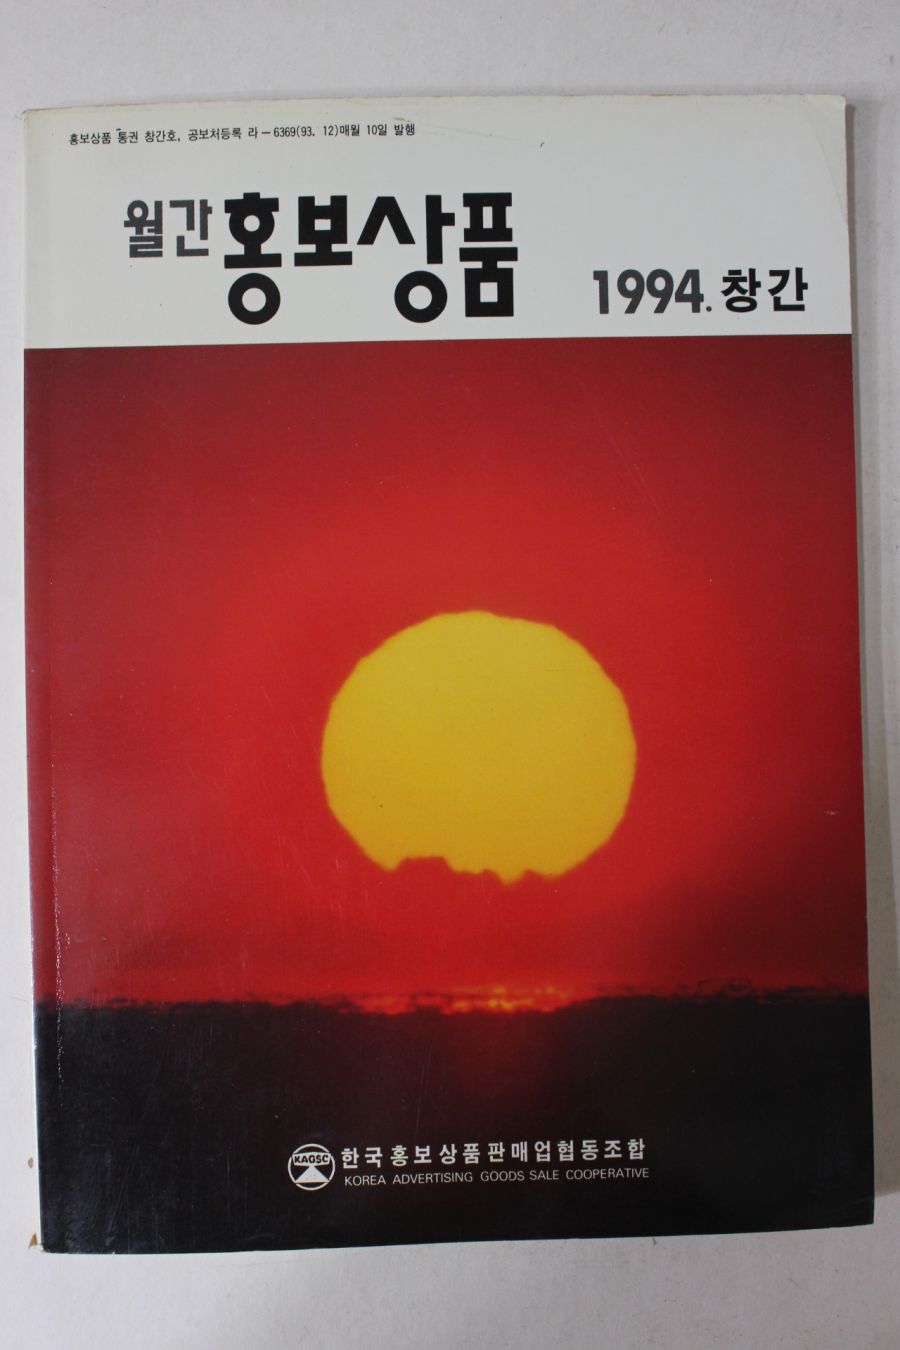 홍보상품 통권 창간호, 공보처등록 라-6369(93. 12)매월 10일 발행
월간 홍보상품
1994. 창간
KAGSC
한국홍보상품판매업협동조합
KOREA ADVERTISING GOODS SALE COOPERATIVE